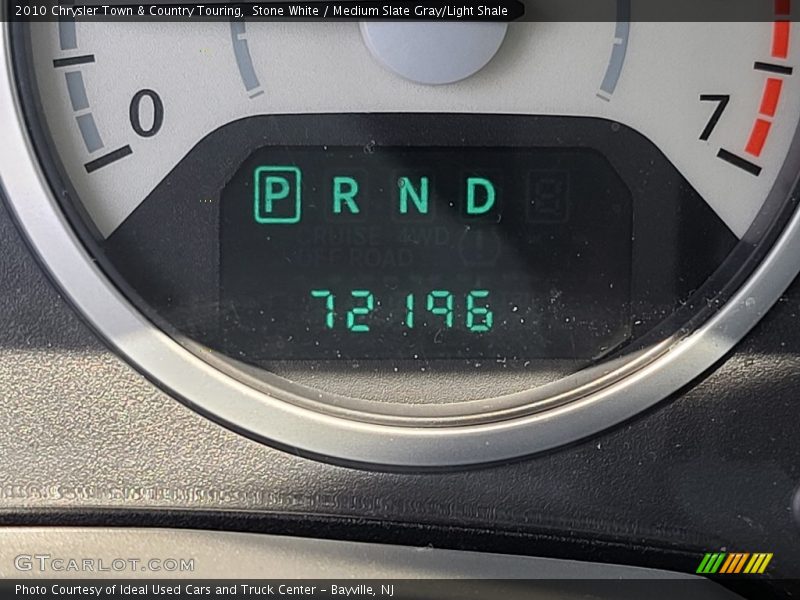 2010 Chrysler Town & Country Touring,  Stone White / Medium Slate Gray/Light Shale
0
7
P R N D
CRUISE 4WD
OFF ROAD
72196
GTCARLOT.COM
Photo Courtesy of Ideal Used Cars and Truck Center – Bayville, NJ